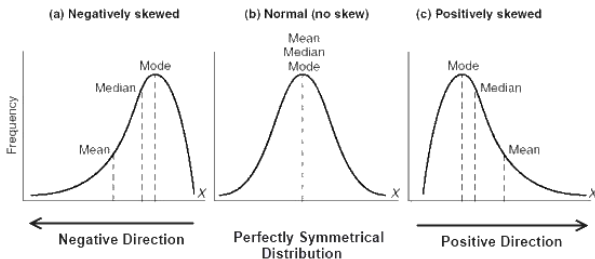 (a) Negatively skewed
(b) Normal (no skew)
(c) Positively skewed
Frequency
Mean
Median
Mode
X
Mean
Median
Mode
X
Mode
Median
Mean
X
Negative Direction
Perfectly Symmetrical
Distribution
Positive Direction